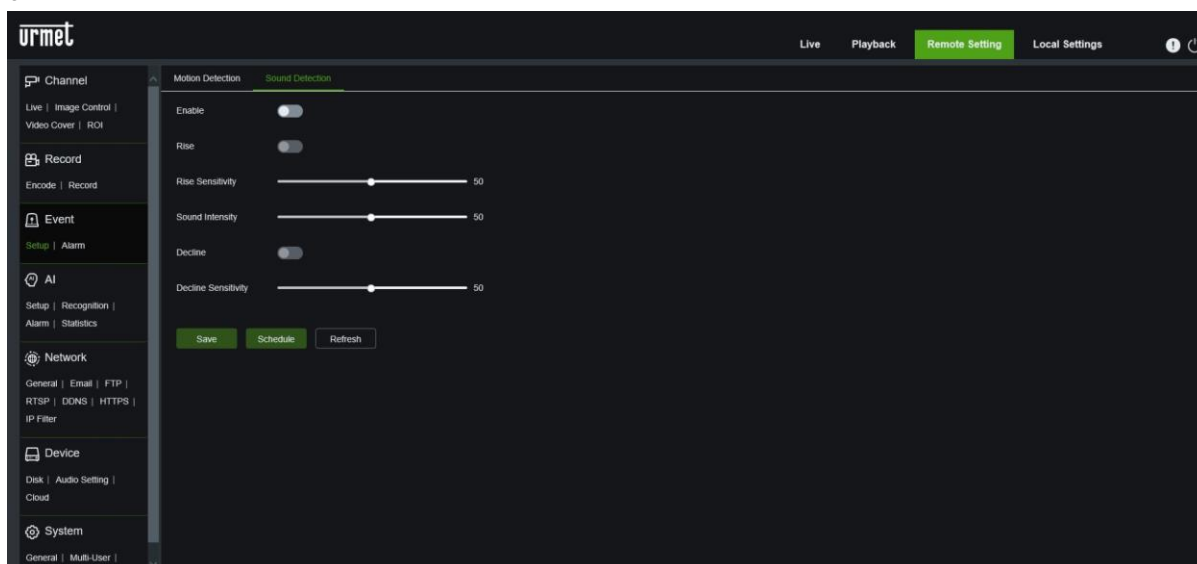 urmet
Live Playback Remote Setting Local Settings
Channel
Live | Image Control |
Video Cover | ROI
Record
Encode | Record
Event
Setup | Alarm
AI
Setup | Recognition |
Alarm | Statistics
Network
General | Email | FTP |
RTSP | DDNS | HTTPS |
IP Filter
Device
Disk | Audio Setting |
Cloud
System
General | Multi-User |
Motion Detection Sound Detection
Enable
Rise
Rise Sensitivity 50
Sound Intensity 50
Decline
Decline Sensitivity 50
Save Schedule Refresh